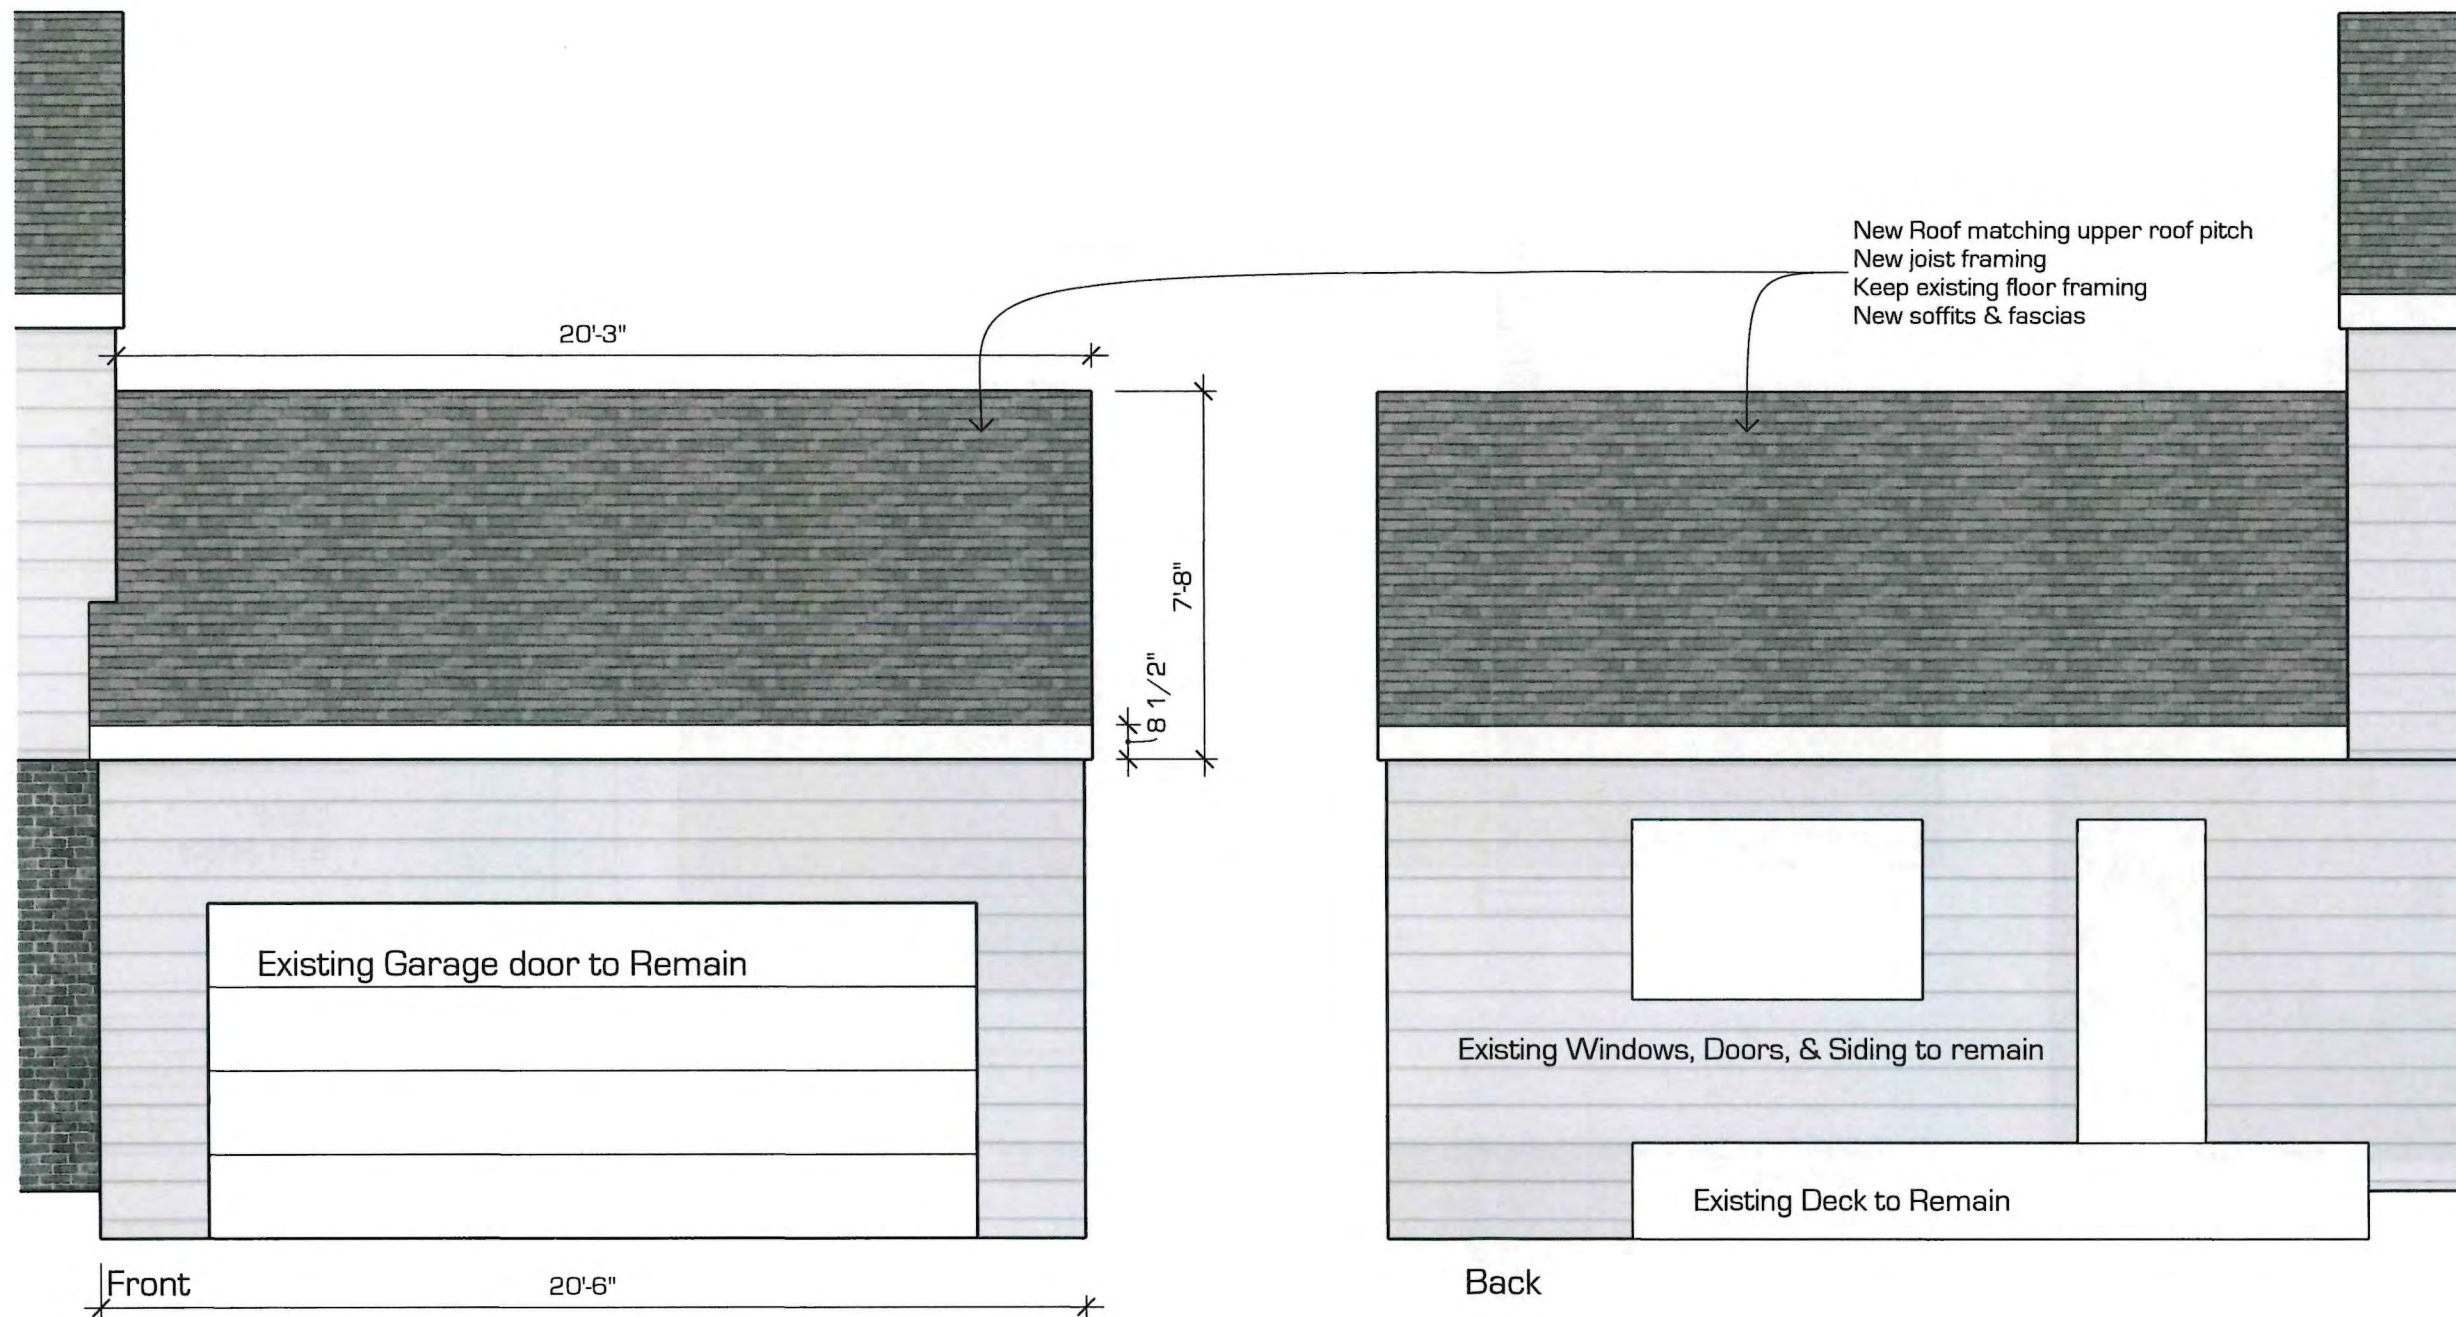 New Roof matching upper roof pitch
New joist framing
Keep existing floor framing
New soffits & fascias
20'-3"
7'-8"
8 1/2"
Existing Garage door to Remain
Existing Windows, Doors, & Siding to remain
Existing Deck to Remain
Front
20'-6"
Back